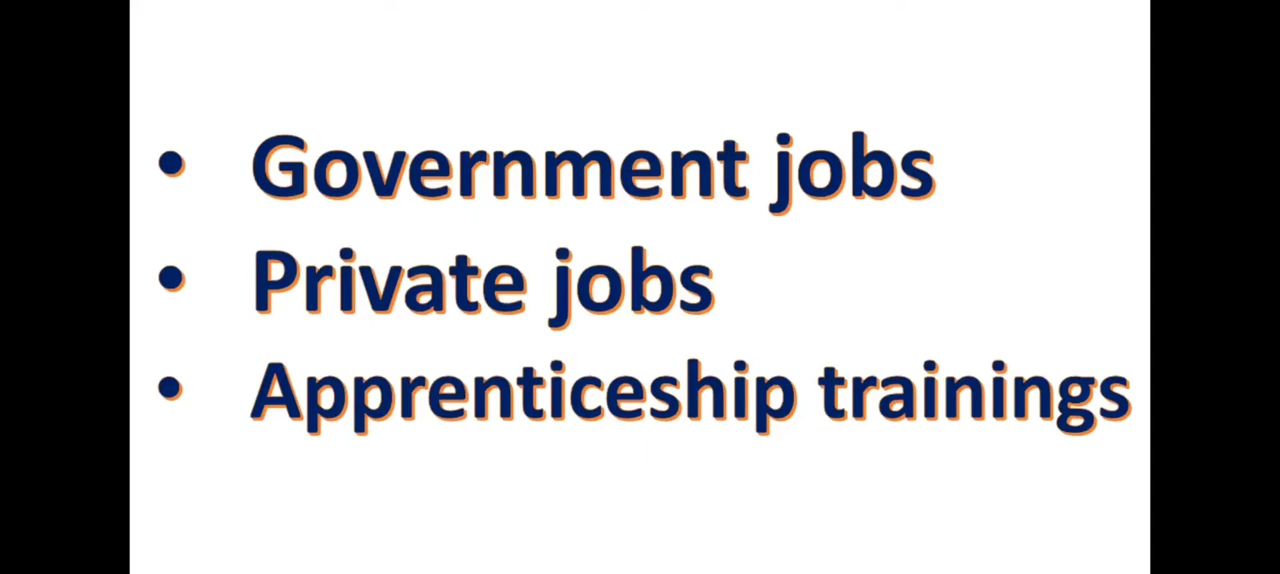 • Government jobs
• Private jobs
• Apprenticeship trainings